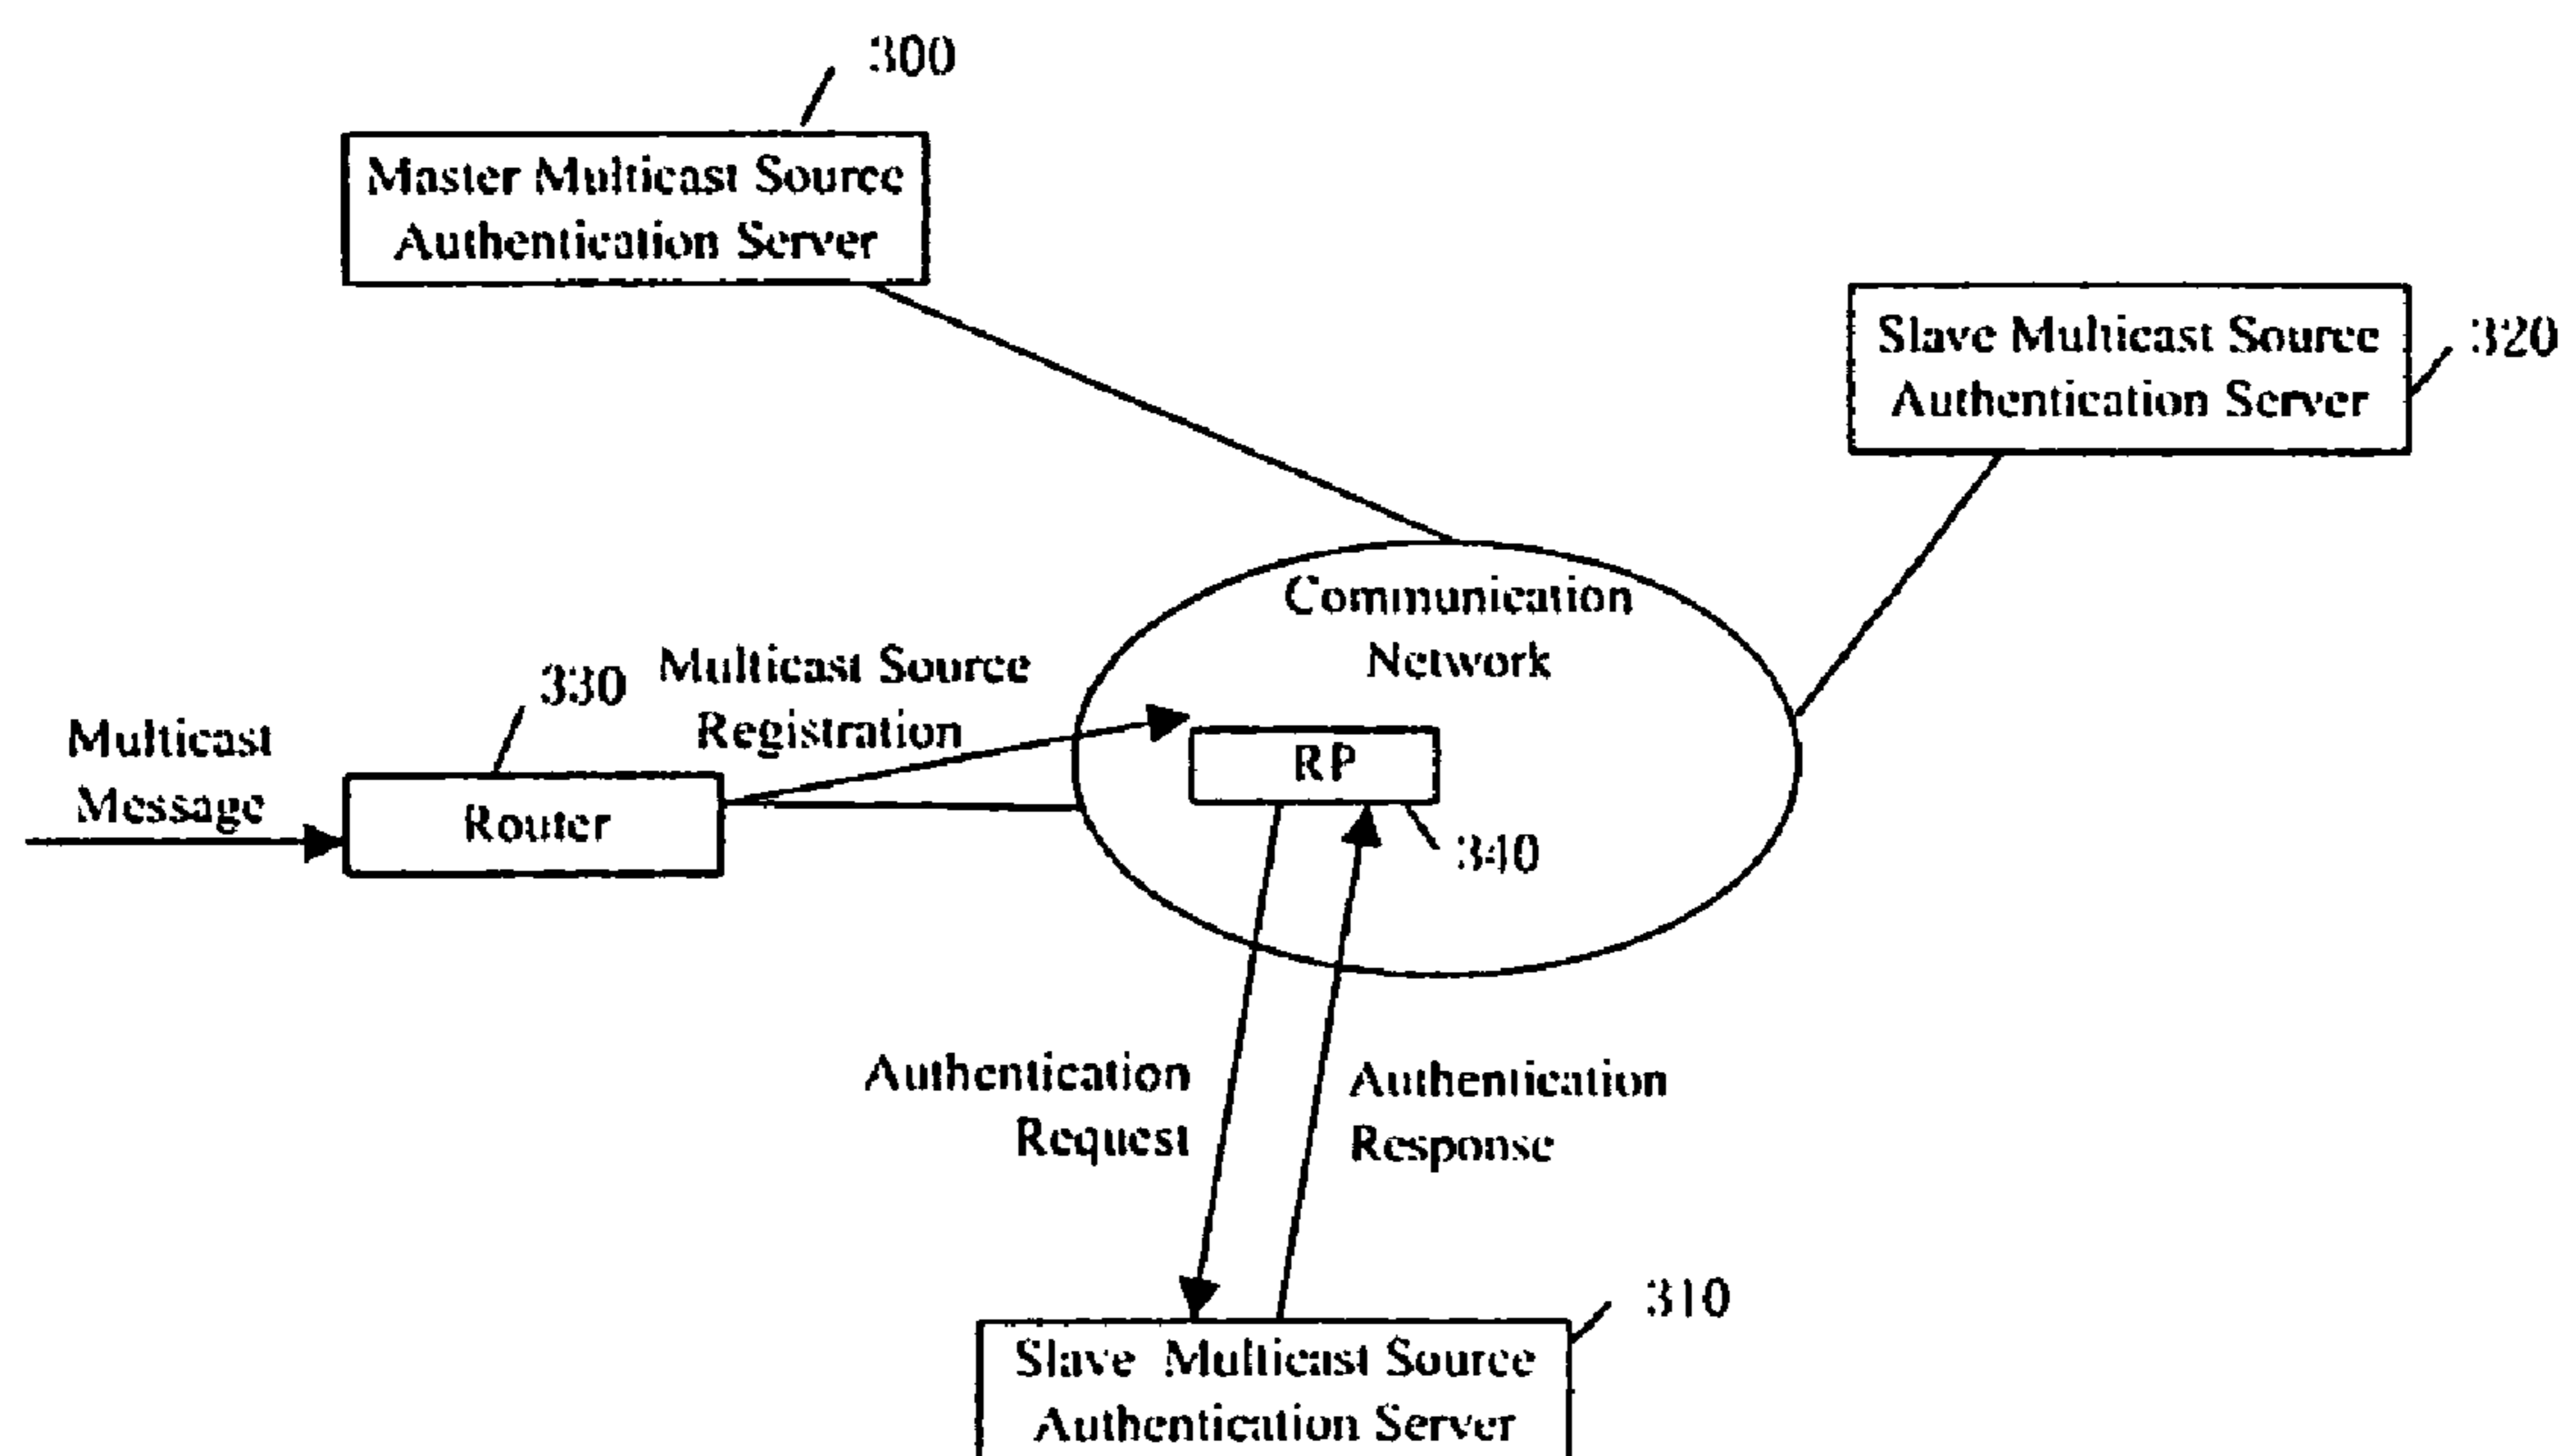 300
Master Multicast Source
Authentication Server
Slave Multicast Source
Authentication Server
320
Communication
Network
330
Multicast Source
Registration
Multicast
Message
Router
RP
340
Authentication
Request
Authentication
Response
310
Slave Multicast Source
Authentication Server